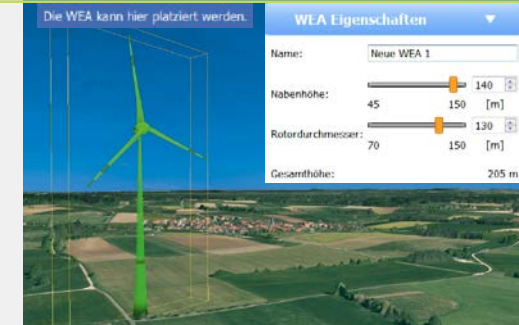 Die WEA kann hier platziert werden.
WEA Eigenschaften
Name: Neue WEA 1
Nabenhöhe: 140
45 150 [m]
Rotordurchmesser: 130
70 150 [m]
Gesamthöhe: 205 m